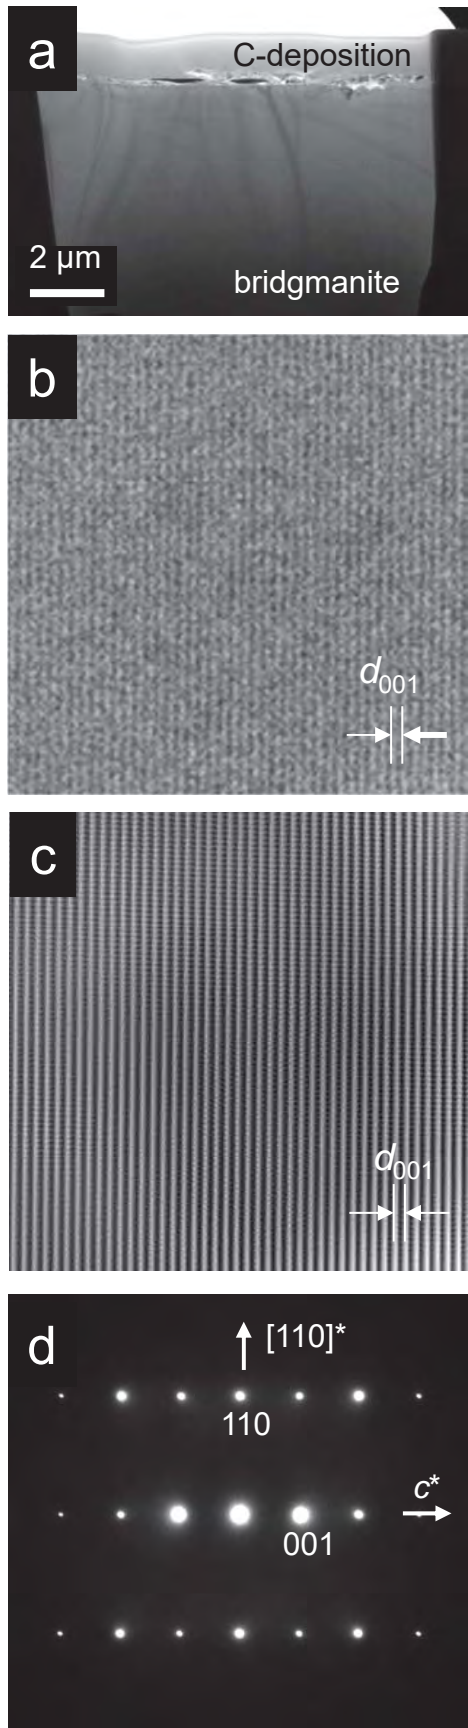 a
C-deposition
2 μm
bridgmanite
b
d001
c
d001
d
[110]*
110
c*
001